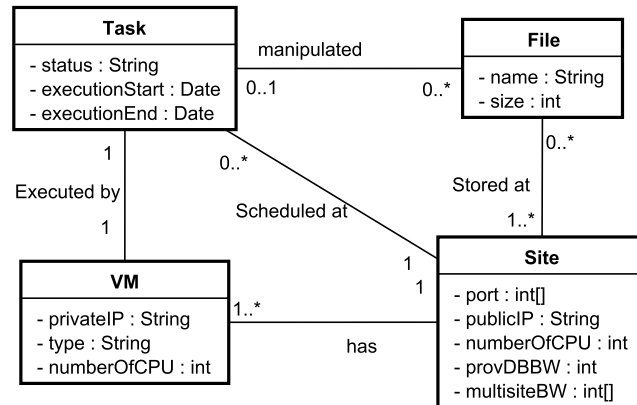 Task
- status : String
- executionStart : Date
- executionEnd : Date
manipulated
0..1
0..*
File
- name : String
- size : int
1
Executed by
1
0..*
Scheduled at
1
0..*
Stored at
1..*
VM
- privateIP : String
- type : String
- numberOfCPU : int
1..*
has
1
Site
- port : int[]
- publicIP : String
- numberOfCPU : int
- provDBBW : int
- multisiteBW : int[]